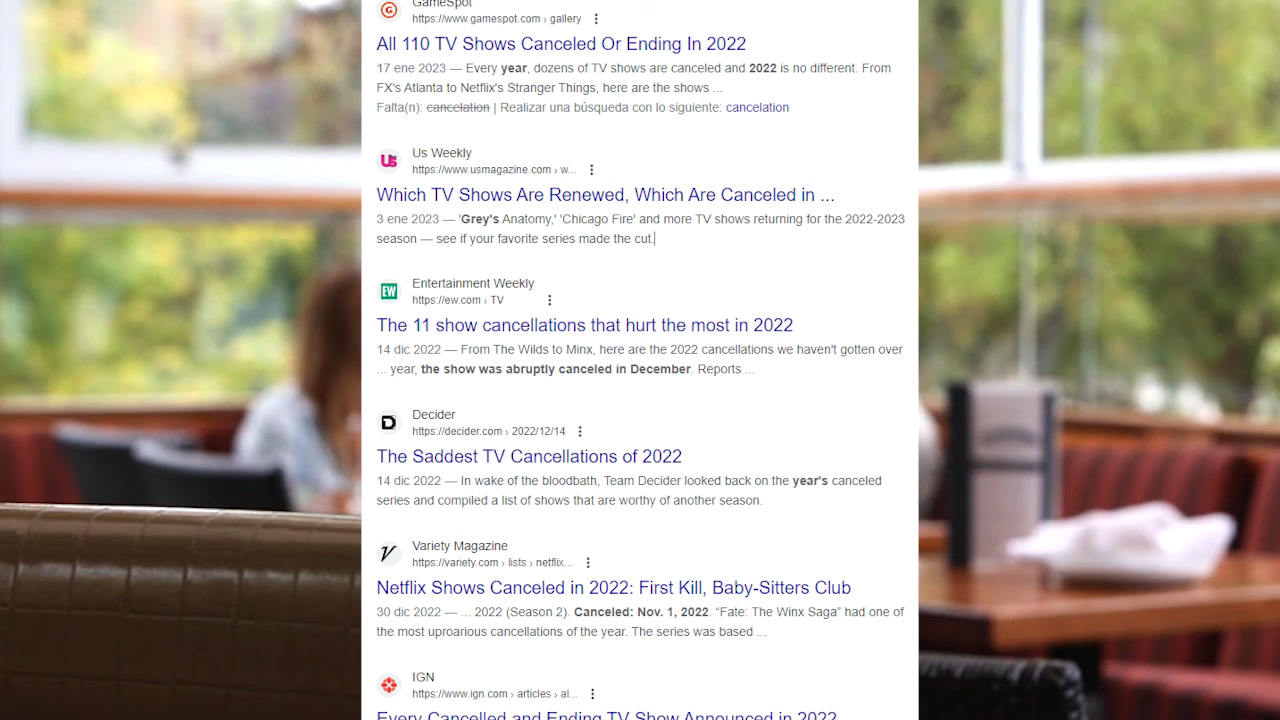 GameSpot
https://www.gamespot.com › gallery
All 110 TV Shows Canceled Or Ending In 2022
17 ene 2023 — Every year, dozens of TV shows are canceled and 2022 is no different. From
FX's Atlanta to Netflix's Stranger Things, here are the shows ...
Falta(n): cancelation | Realizar una búsqueda con lo siguiente: cancelation
Us
Us Weekly
https://www.usmagazine.com › w...
Which TV Shows Are Renewed, Which Are Canceled in ...
3 ene 2023 — 'Grey's Anatomy,' 'Chicago Fire' and more TV shows returning for the 2022-2023
season — see if your favorite series made the cut.
EW
Entertainment Weekly
https://ew.com › TV
The 11 show cancellations that hurt the most in 2022
14 dic 2022 — From The Wilds to Minx, here are the 2022 cancellations we haven't gotten over
... year, the show was abruptly canceled in December. Reports ...
D
Decider
https://decider.com › 2022/12/14
The Saddest TV Cancellations of 2022
14 dic 2022 — In wake of the bloodbath, Team Decider looked back on the year's canceled
series and compiled a list of shows that are worthy of another season.
V
Variety Magazine
https://variety.com › lists › netflix...
Netflix Shows Canceled in 2022: First Kill, Baby-Sitters Club
30 dic 2022 — ... 2022 (Season 2). Canceled: Nov. 1, 2022. “Fate: The Winx Saga” had one of
the most uproarious cancellations of the year. The series was based ...
IGN
https://www.ign.com › articles › al...
Every Cancelled and Ending TV Show Announced in 2022